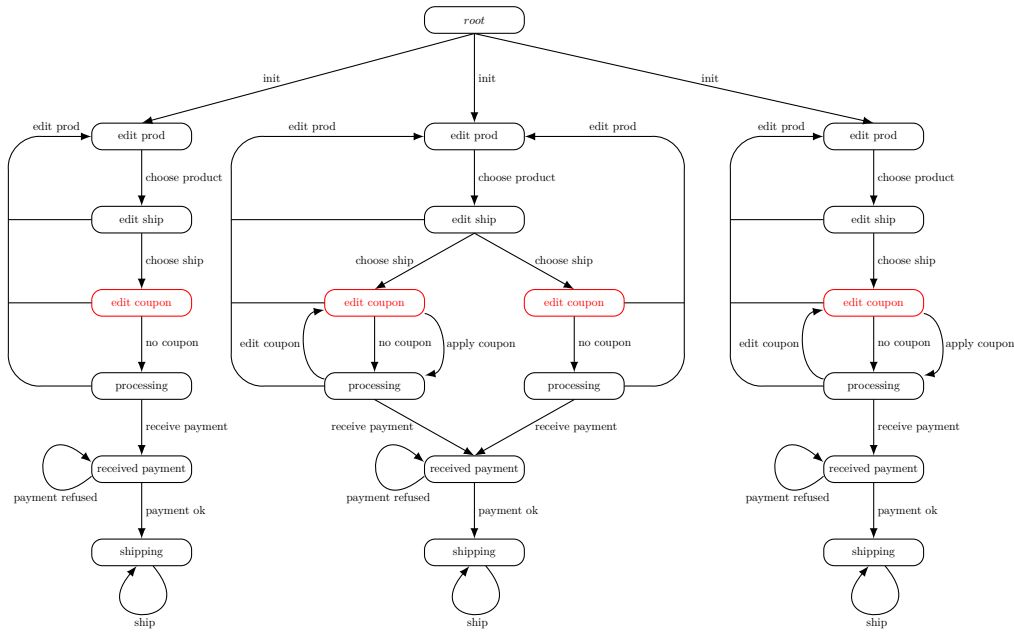 root
init
init
init
edit prod
edit prod
edit prod
edit prod
edit prod
edit prod
edit prod
choose product
choose product
choose product
edit ship
edit ship
edit ship
choose ship
choose ship
choose ship
choose ship
edit coupon
edit coupon
edit coupon
edit coupon
no coupon
edit coupon
no coupon
apply coupon
no coupon
edit coupon
no coupon
apply coupon
processing
processing
processing
processing
receive payment
receive payment
receive payment
receive payment
received payment
received payment
received payment
payment refused
payment refused
payment refused
payment ok
payment ok
payment ok
shipping
shipping
shipping
ship
ship
ship